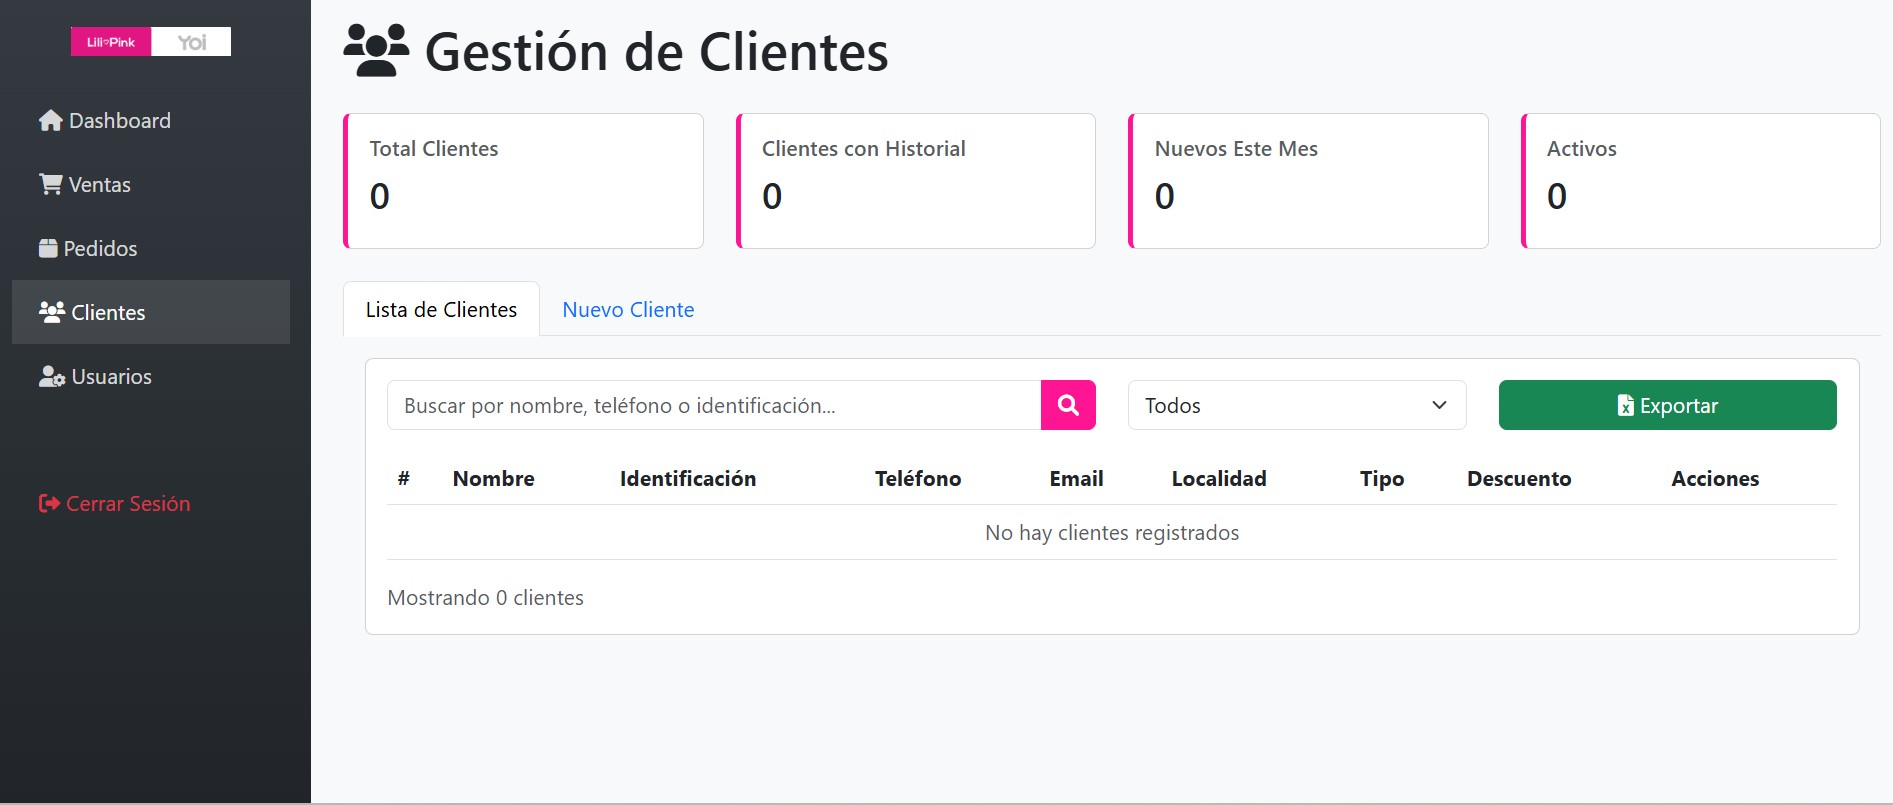 Lili♡Pink Yoi
Dashboard
Ventas
Pedidos
Clientes
Usuarios
Cerrar Sesión
Gestión de Clientes
Total Clientes
0
Clientes con Historial
0
Nuevos Este Mes
0
Activos
0
Lista de Clientes Nuevo Cliente
Buscar por nombre, teléfono o identificación... Todos Exportar
# Nombre Identificación Teléfono Email Localidad Tipo Descuento Acciones
No hay clientes registrados
Mostrando 0 clientes